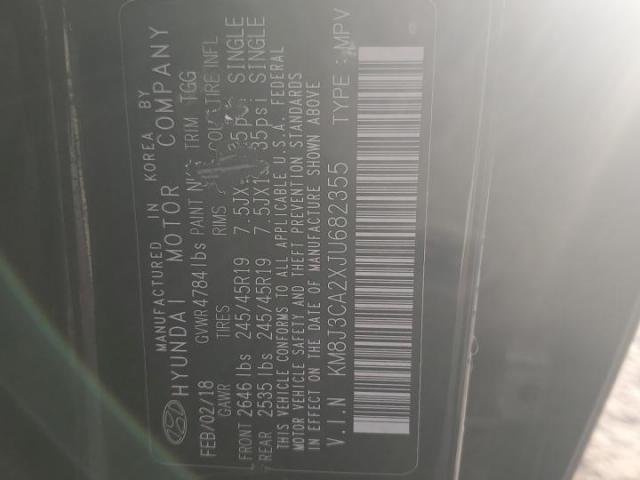 MANUFACTURED IN KOREA BY
HYUNDAI MOTOR COMPANY
FEB/02/18 GVWR4784lbs PAINT TRIM TGG
GAWR TIRES RIMS TIRE INFL
FRONT 2646 lbs 245/45R19 7.5JX SINGLE
REAR 2535 lbs 245/45R19 7.5JX1 35psi SINGLE
THIS VEHICLE CONFORMS TO ALL APPLICABLE U.S.A. FEDERAL
MOTOR VEHICLE SAFETY AND THEFT PREVENTION STANDARDS
IN EFFECT ON THE DATE OF MANUFACTURE SHOWN ABOVE
V.I.N KM8J3CA2XJU682355 TYPE : MPV